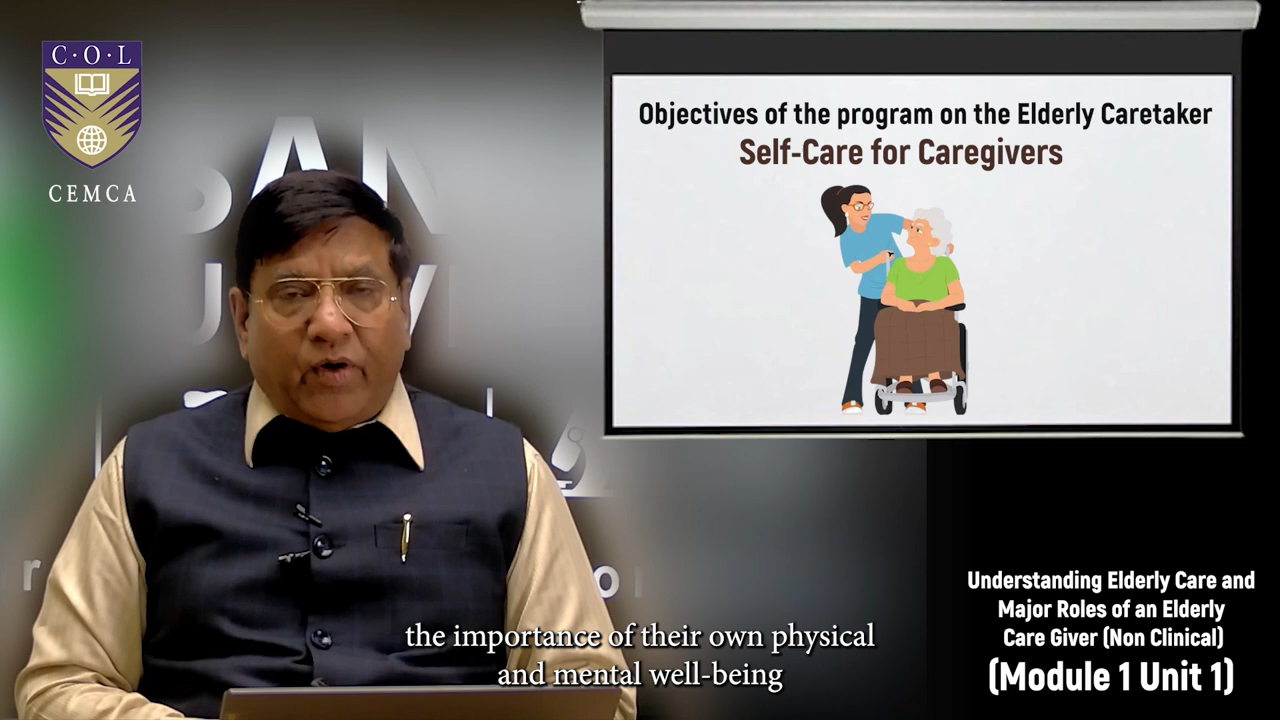 C·O·L
CEMCA
Objectives of the program on the Elderly Caretaker
Self-Care for Caregivers
the importance of their own physical
and mental well-being
Understanding Elderly Care and
Major Roles of an Elderly
Care Giver (Non Clinical)
(Module 1 Unit 1)